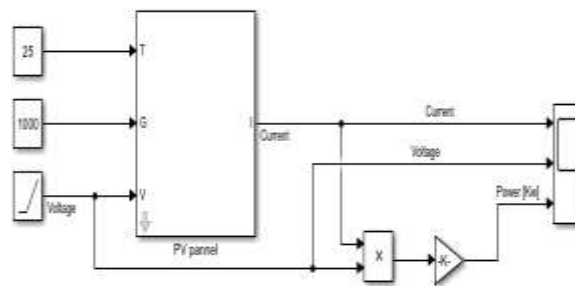 25
T
1000
G
I
Current
Current
Voltage
V
Voltage
Power [Kw]
PV pannel
X
-K-